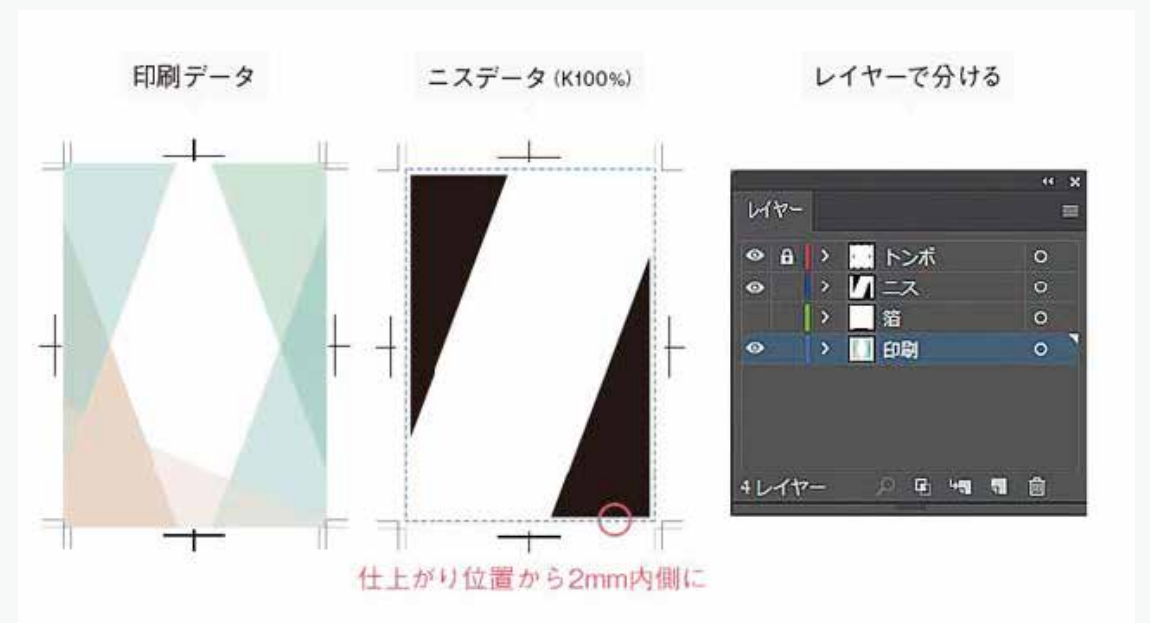 印刷データ
ニスデータ(K100%)
レイヤーで分ける
レイヤー
トンボ
ニス
箔
印刷
4レイヤー
仕上がり位置から2mm内側に